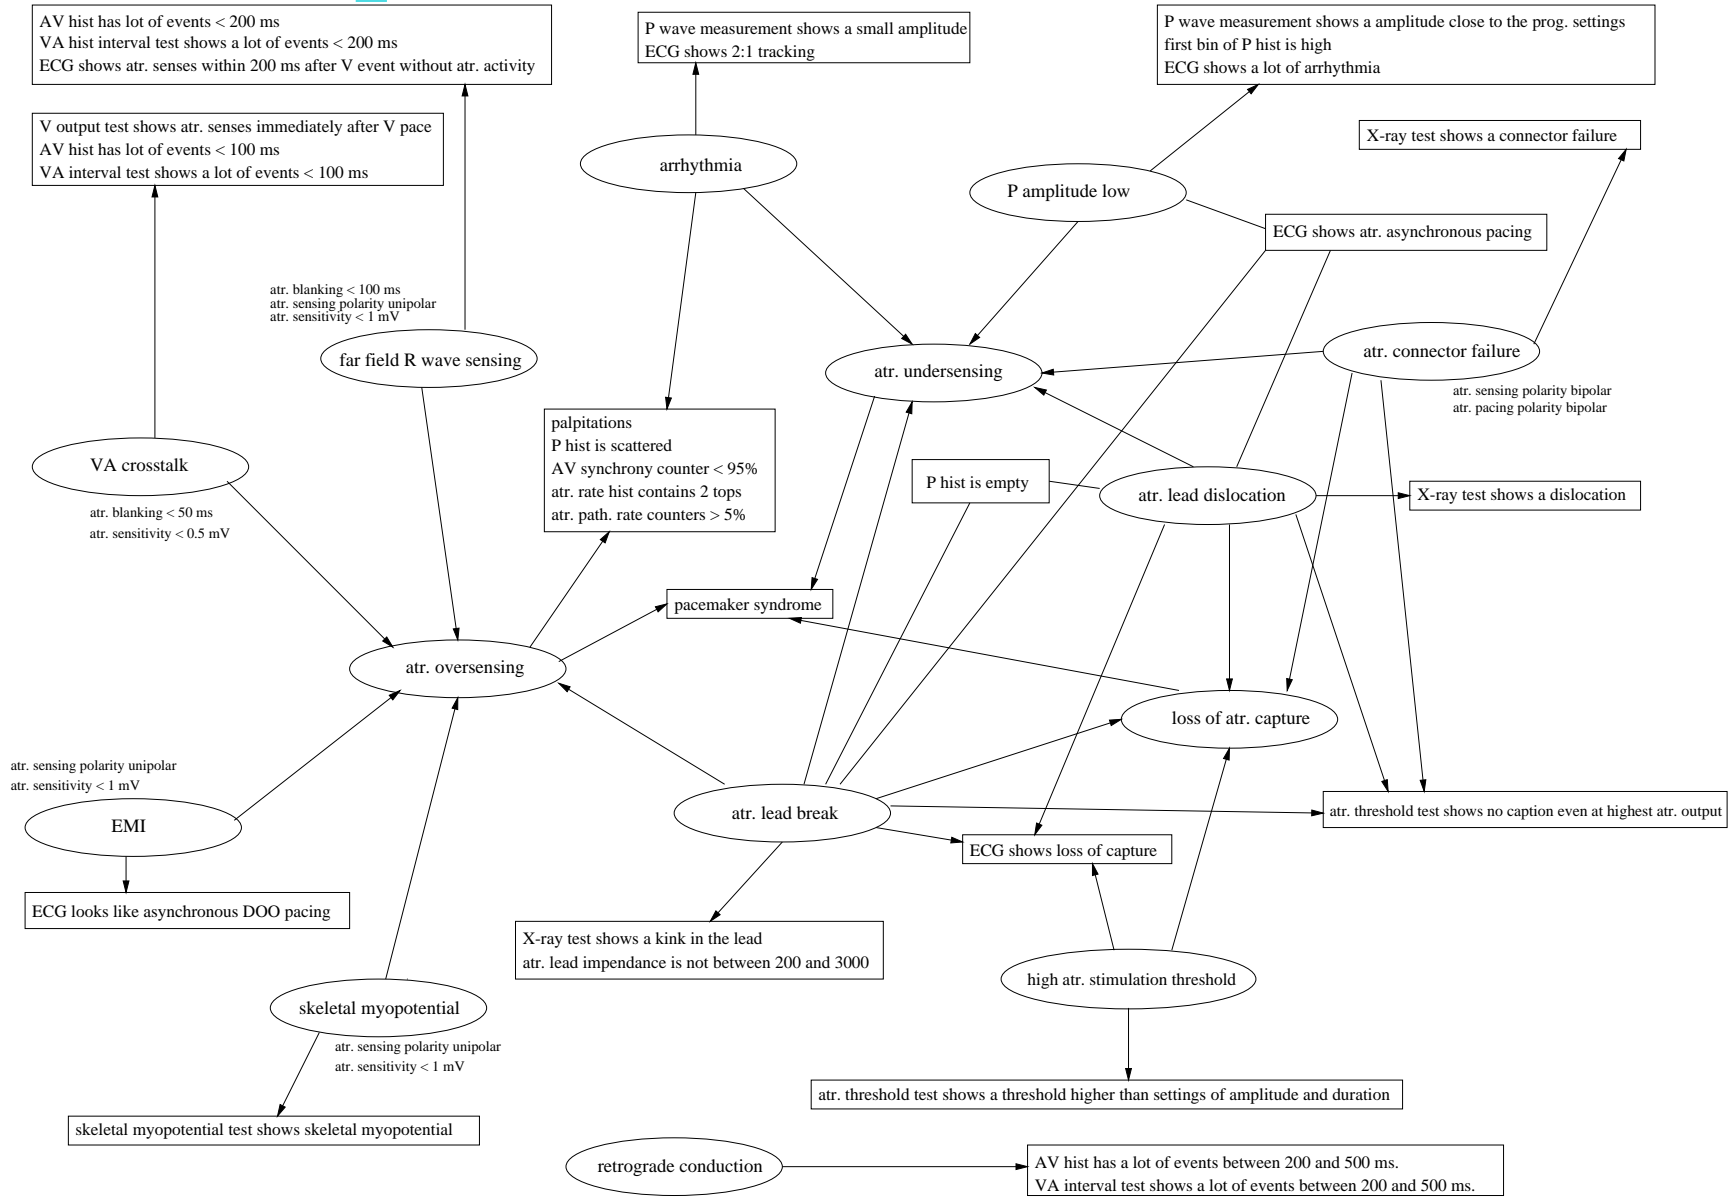 AV hist has lot of events < 200 ms
VA hist interval test shows a lot of events < 200 ms
ECG shows atr. senses within 200 ms after V event without atr. activity
P wave measurement shows a small amplitude
ECG shows 2:1 tracking
P wave measurement shows a amplitude close to the prog. settings
first bin of P hist is high
ECG shows a lot of arrhythmia
V output test shows atr. senses immediately after V pace
AV hist has lot of events < 100 ms
VA interval test shows a lot of events < 100 ms
X-ray test shows a connector failure
arrhythmia
P amplitude low
ECG shows atr. asynchronous pacing
atr. blanking < 100 ms
atr. sensing polarity unipolar
atr. sensitivity < 1 mV
far field R wave sensing
atr. undersensing
atr. connector failure
atr. sensing polarity bipolar
atr. pacing polarity bipolar
palpitations
P hist is scattered
AV synchrony counter < 95%
atr. rate hist contains 2 tops
atr. path. rate counters > 5%
VA crosstalk
atr. blanking < 50 ms
atr. sensitivity < 0.5 mV
P hist is empty
atr. lead dislocation
X-ray test shows a dislocation
pacemaker syndrome
atr. oversensing
loss of atr. capture
atr. sensing polarity unipolar
atr. sensitivity < 1 mV
EMI
atr. lead break
atr. threshold test shows no caption even at highest atr. output
ECG shows loss of capture
ECG looks like asynchronous DOO pacing
X-ray test shows a kink in the lead
atr. lead impendance is not between 200 and 3000
high atr. stimulation threshold
skeletal myopotential
atr. sensing polarity unipolar
atr. sensitivity < 1 mV
atr. threshold test shows a threshold higher than settings of amplitude and duration
skeletal myopotential test shows skeletal myopotential
retrograde conduction
AV hist has a lot of events between 200 and 500 ms.
VA interval test shows a lot of events between 200 and 500 ms.